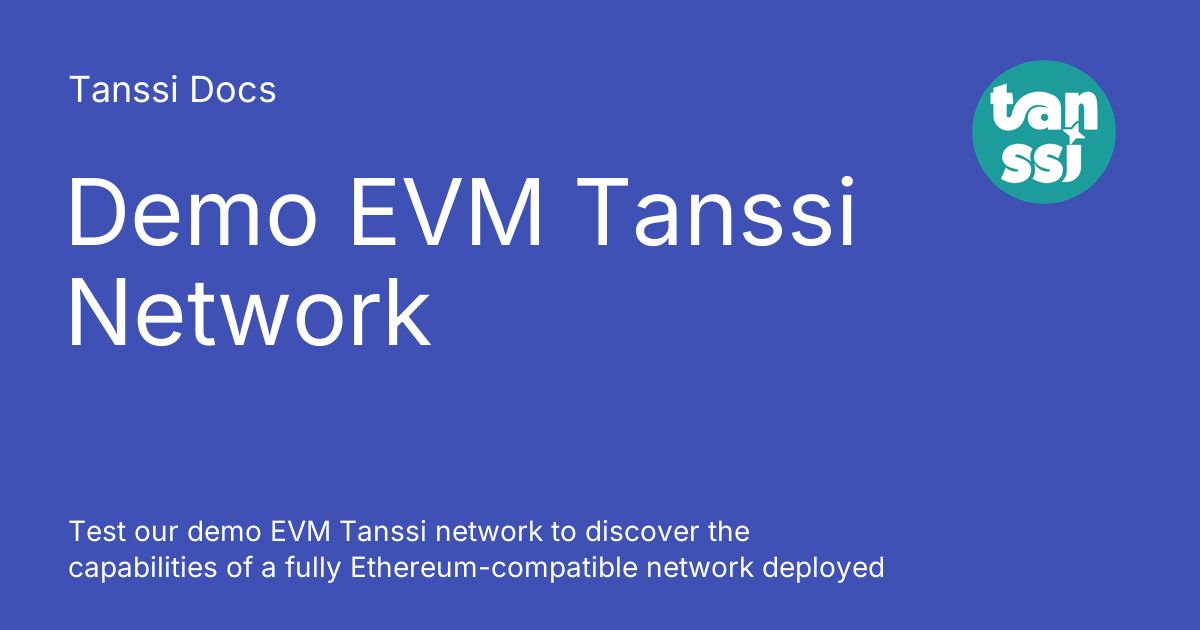 Tanssi Docs
tan
ssi
Demo EVM Tanssi
Network
Test our demo EVM Tanssi network to discover the
capabilities of a fully Ethereum-compatible network deployed